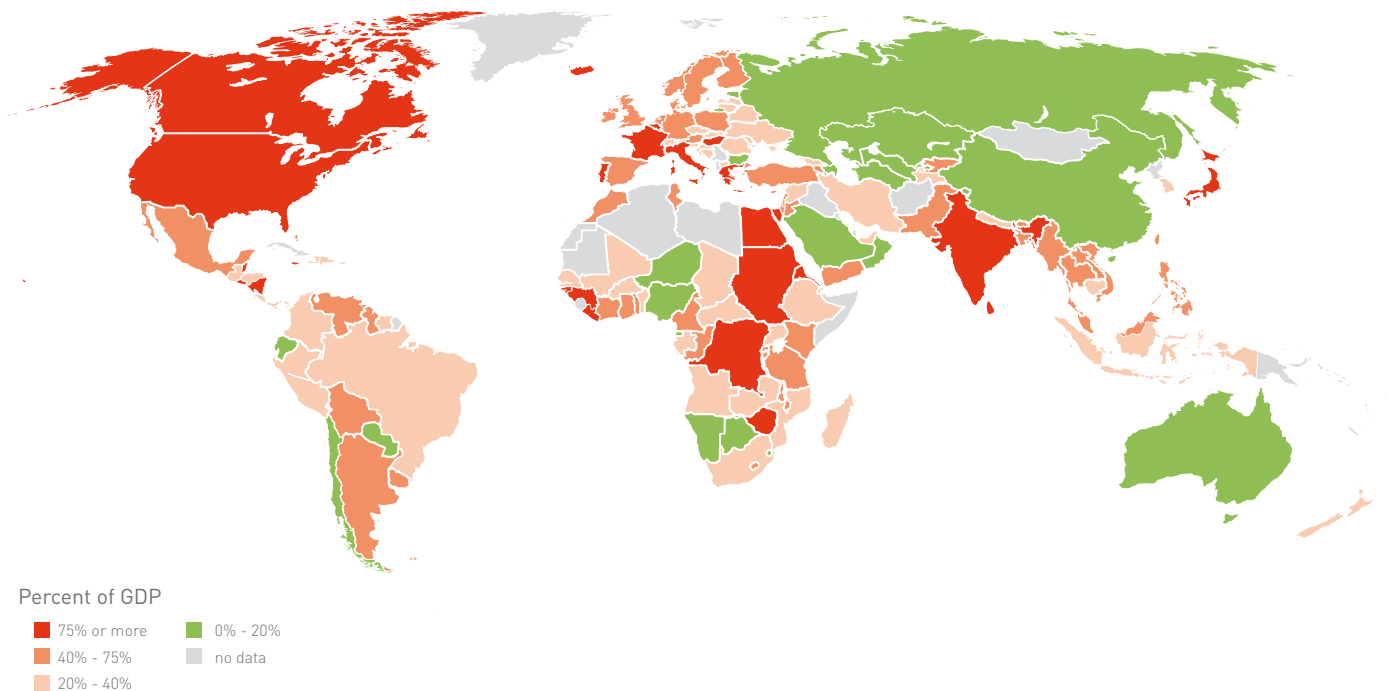 Percent of GDP
75% or more
40% - 75%
20% - 40%
0% - 20%
no data